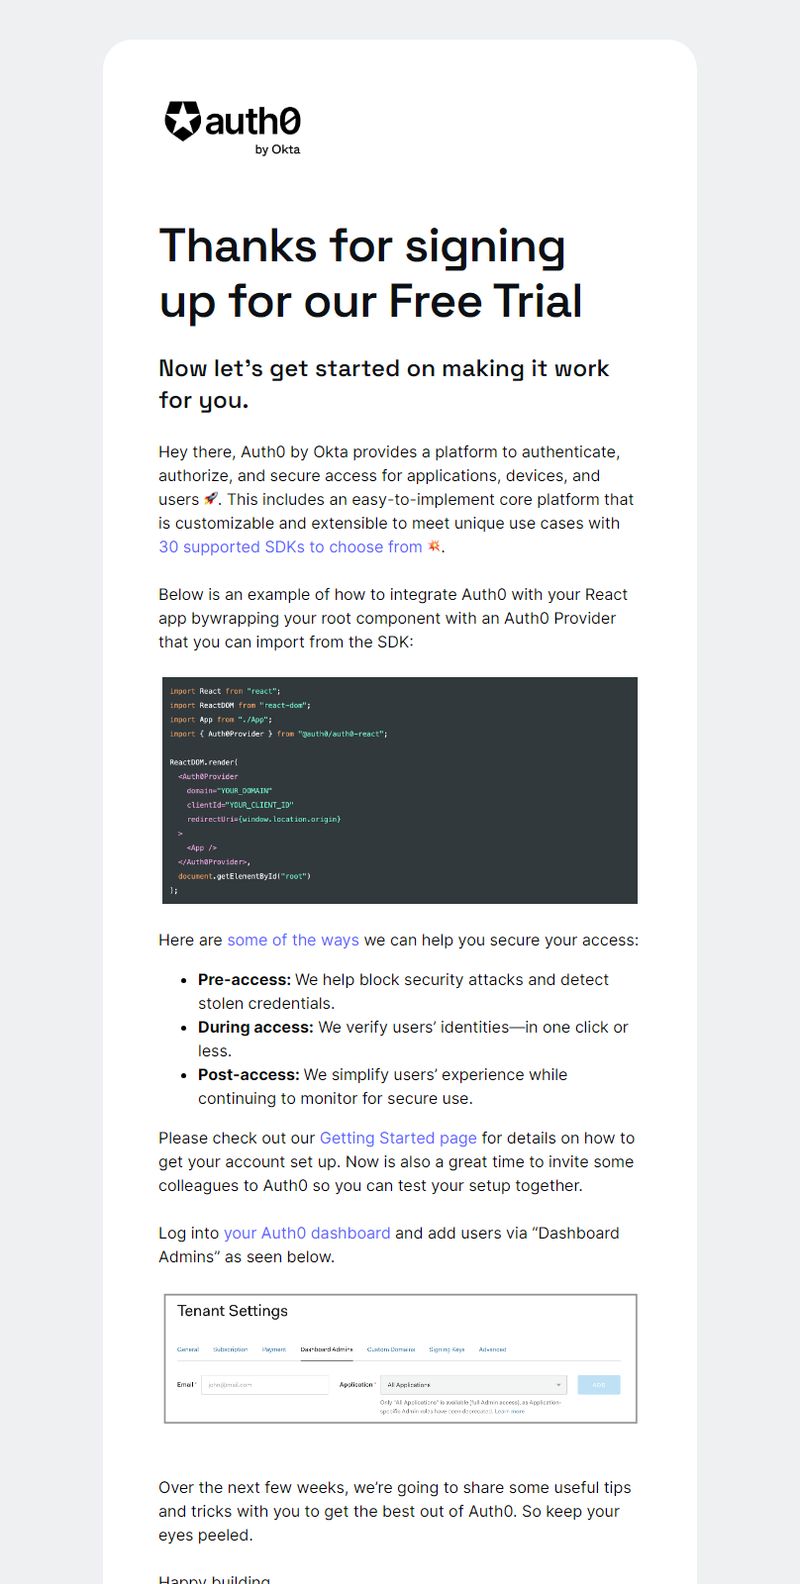 auth0
by Okta
Thanks for signing
up for our Free Trial
Now let's get started on making it work
for you.
Hey there, Auth0 by Okta provides a platform to authenticate,
authorize, and secure access for applications, devices, and
users 🚀. This includes an easy-to-implement core platform that
is customizable and extensible to meet unique use cases with
30 supported SDKs to choose from 💥.
Below is an example of how to integrate Auth0 with your React
app bywrapping your root component with an Auth0 Provider
that you can import from the SDK:
import React from "react";
import ReactDOM from "react-dom";
import App from "./App";
import { Auth0Provider } from "@auth0/auth0-react";
ReactDOM.render(
<Auth0Provider
domain="YOUR_DOMAIN"
clientId="YOUR_CLIENT_ID"
redirectUri={window.location.origin}
>
<App />
</Auth0Provider>,
document.getElementById("root")
);
Here are some of the ways we can help you secure your access:
• Pre-access: We help block security attacks and detect
stolen credentials.
• During access: We verify users' identities—in one click or
less.
• Post-access: We simplify users' experience while
continuing to monitor for secure use.
Please check out our Getting Started page for details on how to
get your account set up. Now is also a great time to invite some
colleagues to Auth0 so you can test your setup together.
Log into your Auth0 dashboard and add users via "Dashboard
Admins" as seen below.
Tenant Settings
General Subscription Payment Dashboard Admins Custom Domains Signing Keys Advanced
Email * john@mail.com Application * All Applications ADD
Only "All Applications" is available (full Admin access), as Application-
specific Admin roles have been deprecated. Learn more
Over the next few weeks, we're going to share some useful tips
and tricks with you to get the best out of Auth0. So keep your
eyes peeled.
Happy building